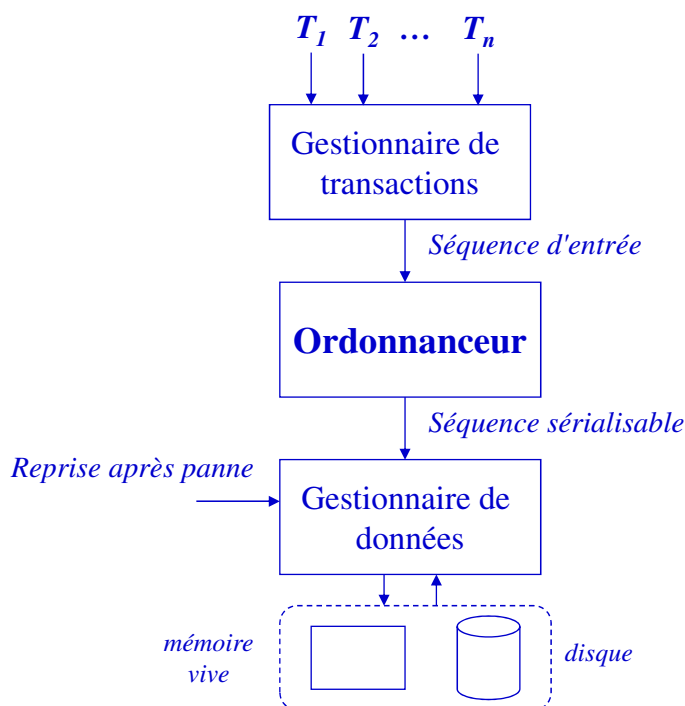 T1 T2 … Tn
Gestionnaire de
transactions
Séquence d'entrée
Ordonnanceur
Séquence sérialisable
Reprise après panne
Gestionnaire de
données
mémoire
vive
disque